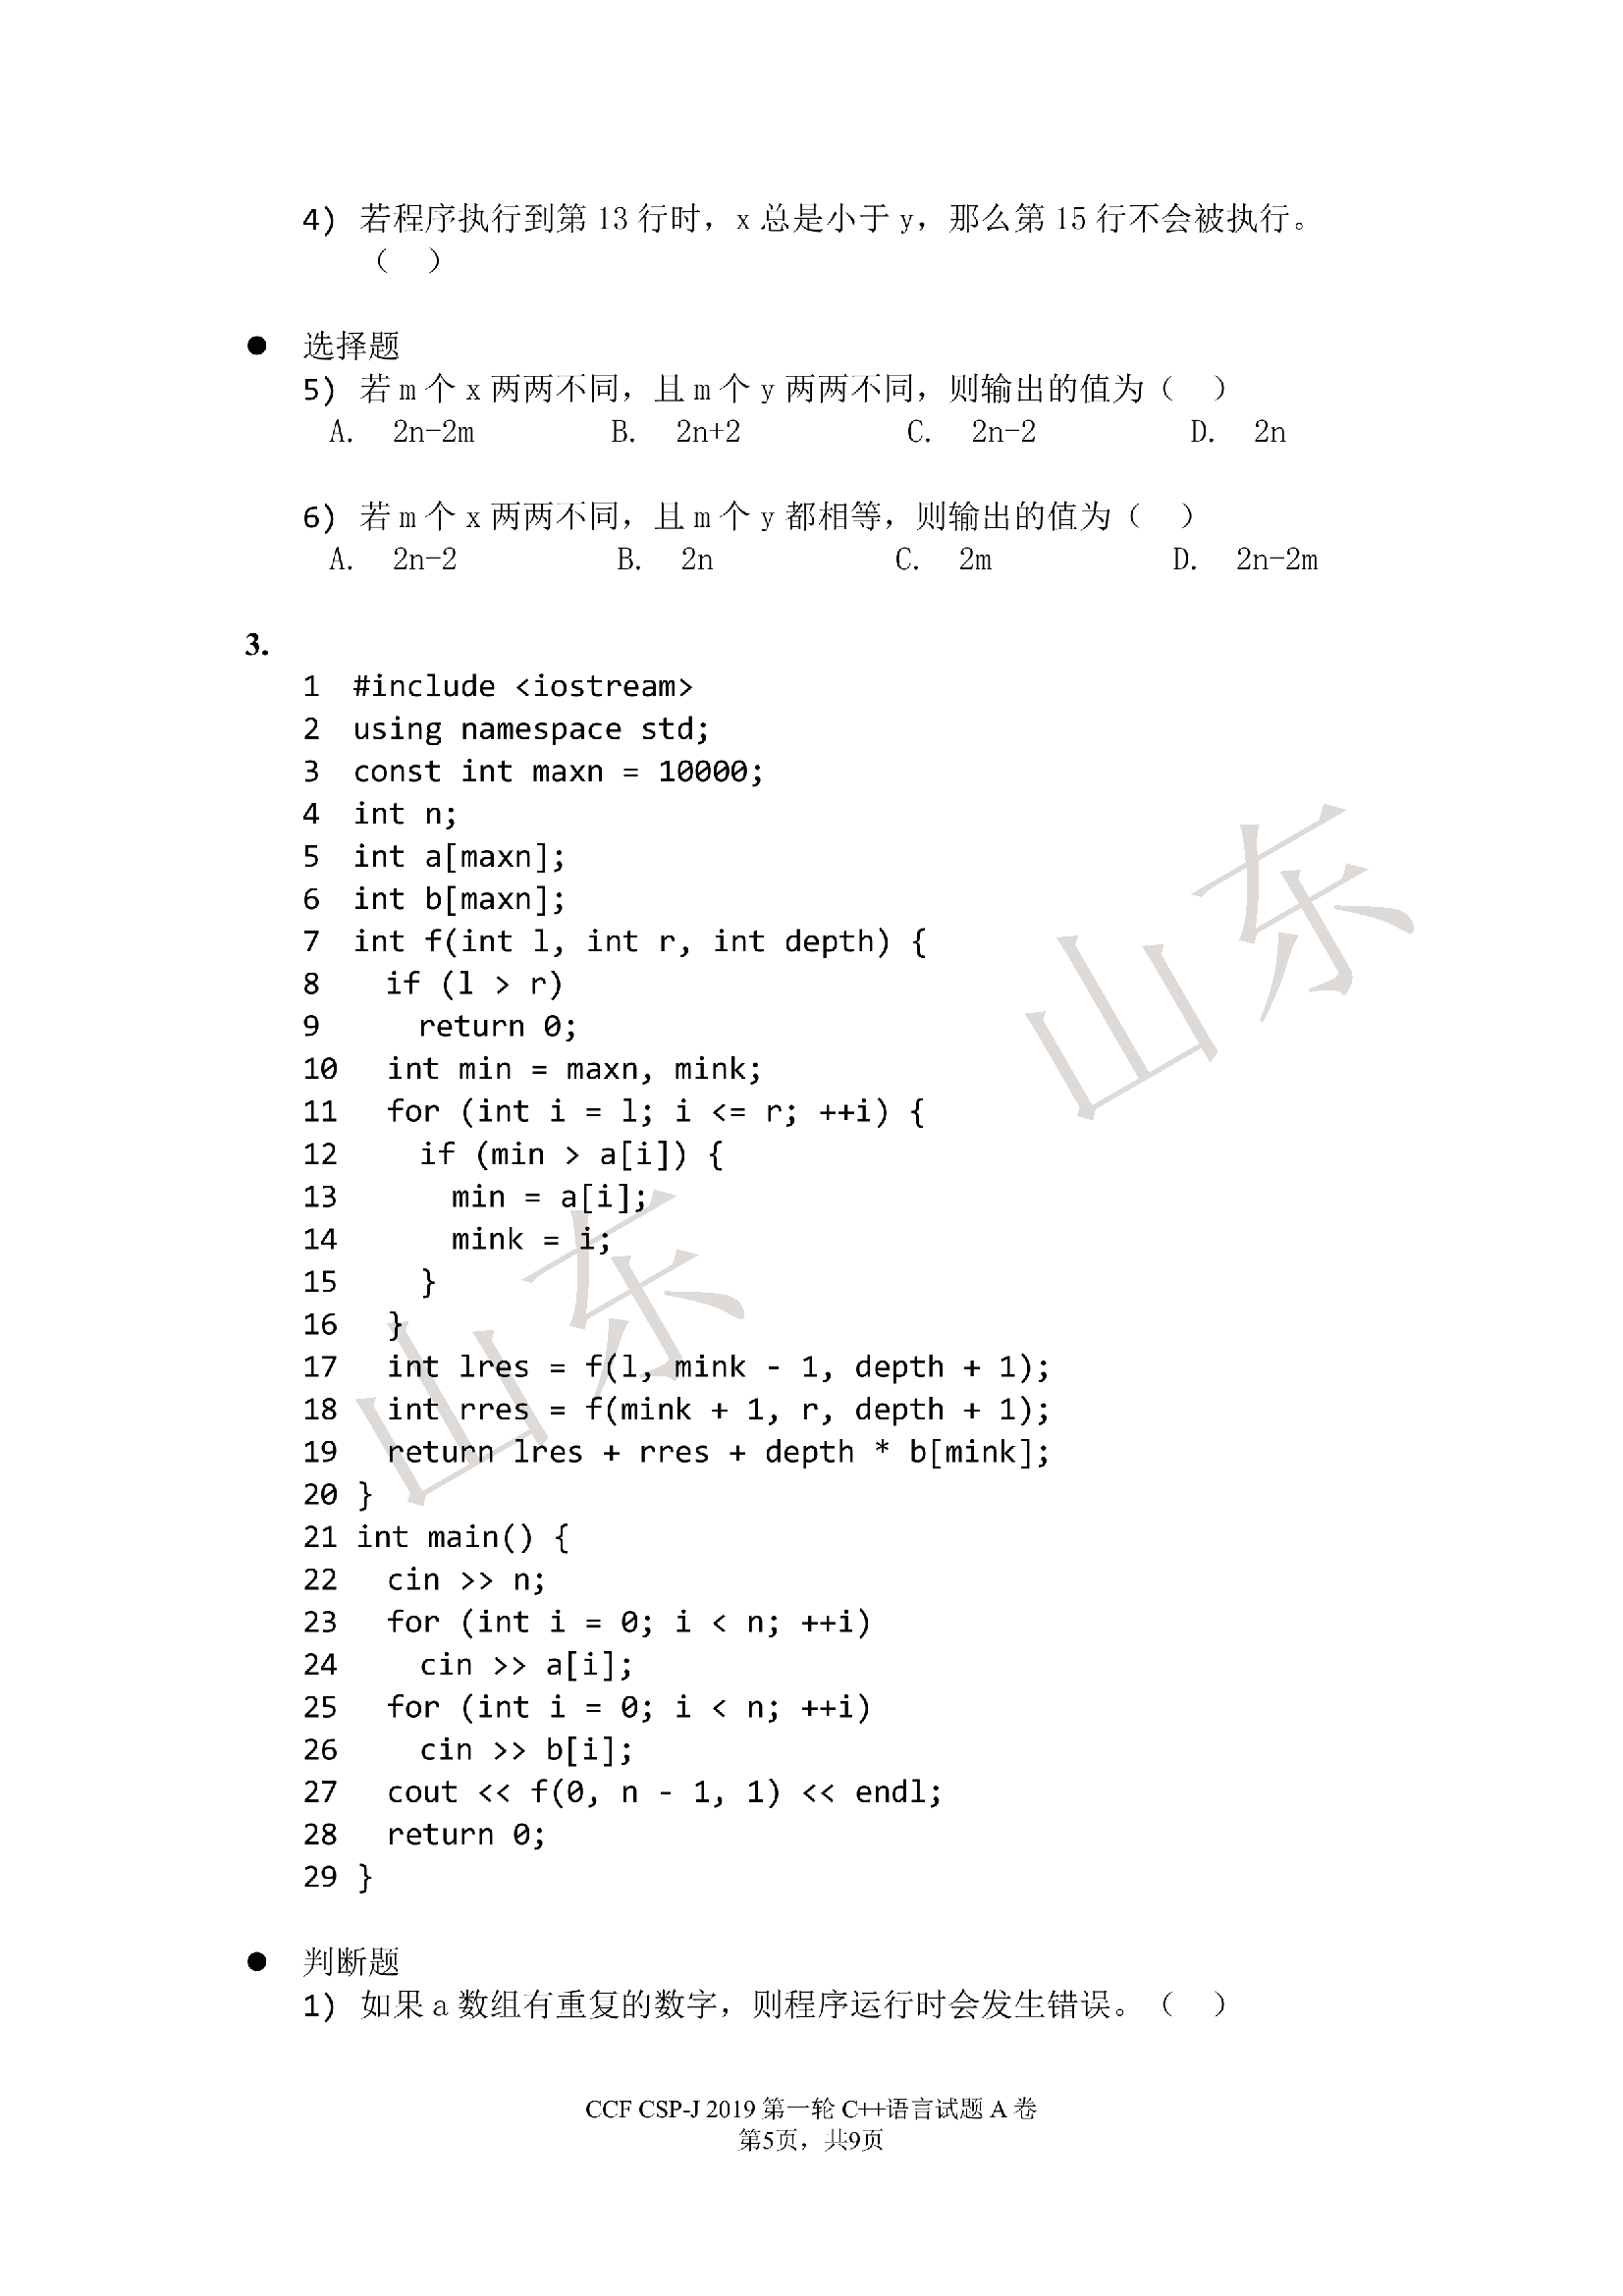 4) 若程序执行到第 13 行时，x 总是小于 y，那么第 15 行不会被执行。
（ ）
● 选择题
5) 若 m 个 x 两两不同，且 m 个 y 两两不同，则输出的值为（ ）
A. 2n-2m B. 2n+2 C. 2n-2 D. 2n
6) 若 m 个 x 两两不同，且 m 个 y 都相等，则输出的值为（ ）
A. 2n-2 B. 2n C. 2m D. 2n-2m
3.
1 #include <iostream>
2 using namespace std;
3 const int maxn = 10000;
4 int n;
5 int a[maxn];
6 int b[maxn];
7 int f(int l, int r, int depth) {
8 if (l > r)
9 return 0;
10 int min = maxn, mink;
11 for (int i = l; i <= r; ++i) {
12 if (min > a[i]) {
13 min = a[i];
14 mink = i;
15 }
16 }
17 int lres = f(l, mink - 1, depth + 1);
18 int rres = f(mink + 1, r, depth + 1);
19 return lres + rres + depth * b[mink];
20 }
21 int main() {
22 cin >> n;
23 for (int i = 0; i < n; ++i)
24 cin >> a[i];
25 for (int i = 0; i < n; ++i)
26 cin >> b[i];
27 cout << f(0, n - 1, 1) << endl;
28 return 0;
29 }
● 判断题
1) 如果 a 数组有重复的数字，则程序运行时会发生错误。（ ）
CCF CSP-J 2019 第一轮 C++语言试题 A 卷
第5页，共9页
山东
山东